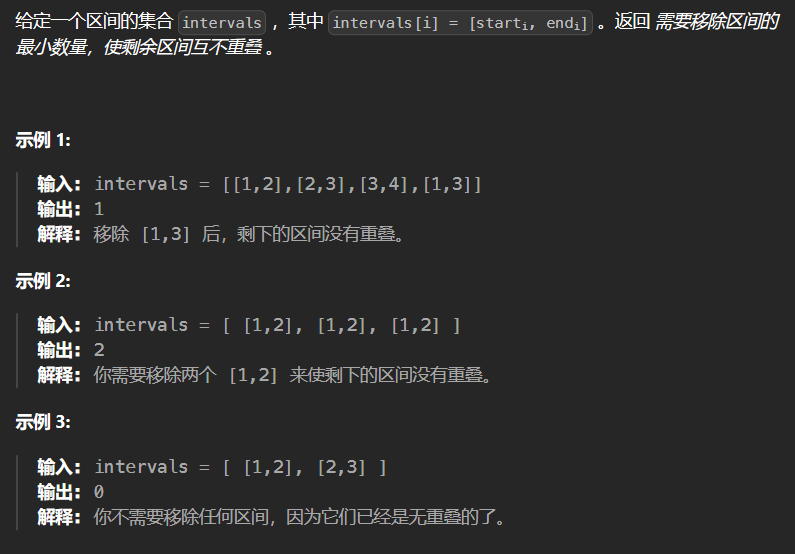 给定一个区间的集合 intervals ，其中 intervals[i] = [starti, endi] 。返回 需要移除区间的
最小数量，使剩余区间互不重叠 。
示例 1:
输入: intervals = [[1,2],[2,3],[3,4],[1,3]]
输出: 1
解释: 移除 [1,3] 后，剩下的区间没有重叠。
示例 2:
输入: intervals = [ [1,2], [1,2], [1,2] ]
输出: 2
解释: 你需要移除两个 [1,2] 来使剩下的区间没有重叠。
示例 3:
输入: intervals = [ [1,2], [2,3] ]
输出: 0
解释: 你不需要移除任何区间，因为它们已经是无重叠的了。